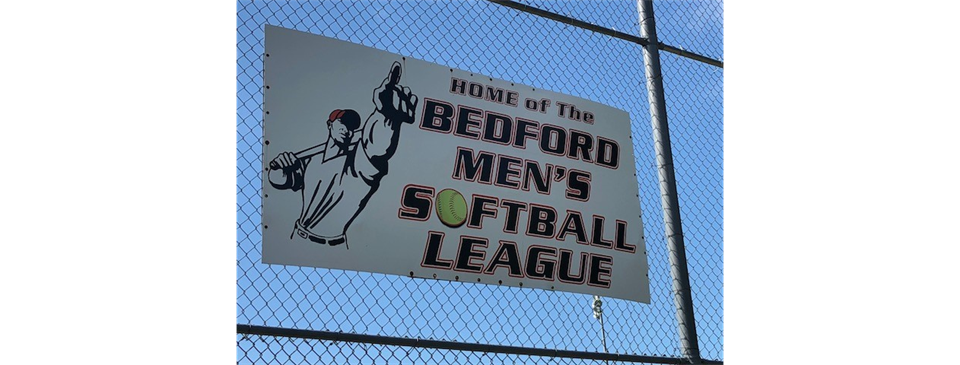 HOME of THe
BEDFORD
MEN'S
SOFTBALL
LEAGUE